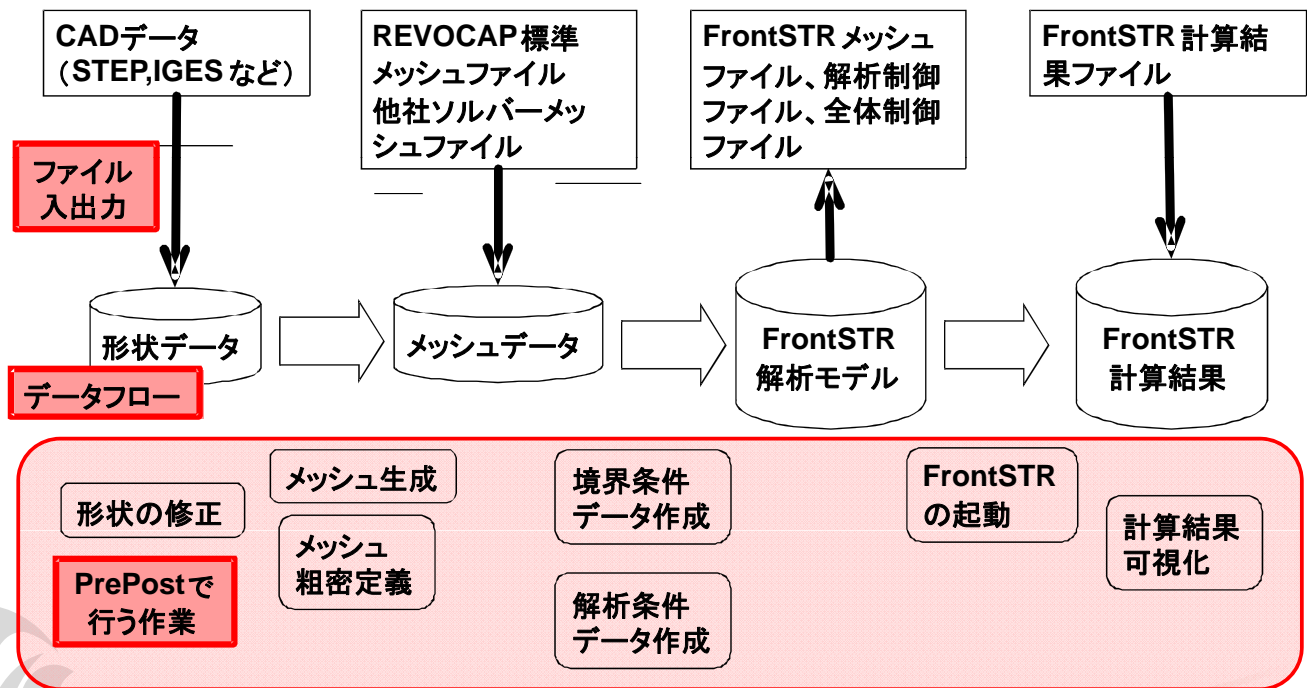 CADデータ
（STEP,IGESなど）
REVOCAP標準
メッシュファイル
他社ソルバーメッ
シュファイル
FrontSTRメッシュ
ファイル、解析制御
ファイル、全体制御
ファイル
FrontSTR計算結
果ファイル
ファイル
入出力
形状データ
メッシュデータ
FrontSTR
解析モデル
FrontSTR
計算結果
データフロー
形状の修正
メッシュ生成
メッシュ
粗密定義
境界条件
データ作成
解析条件
データ作成
FrontSTR
の起動
計算結果
可視化
PrePostで
行う作業